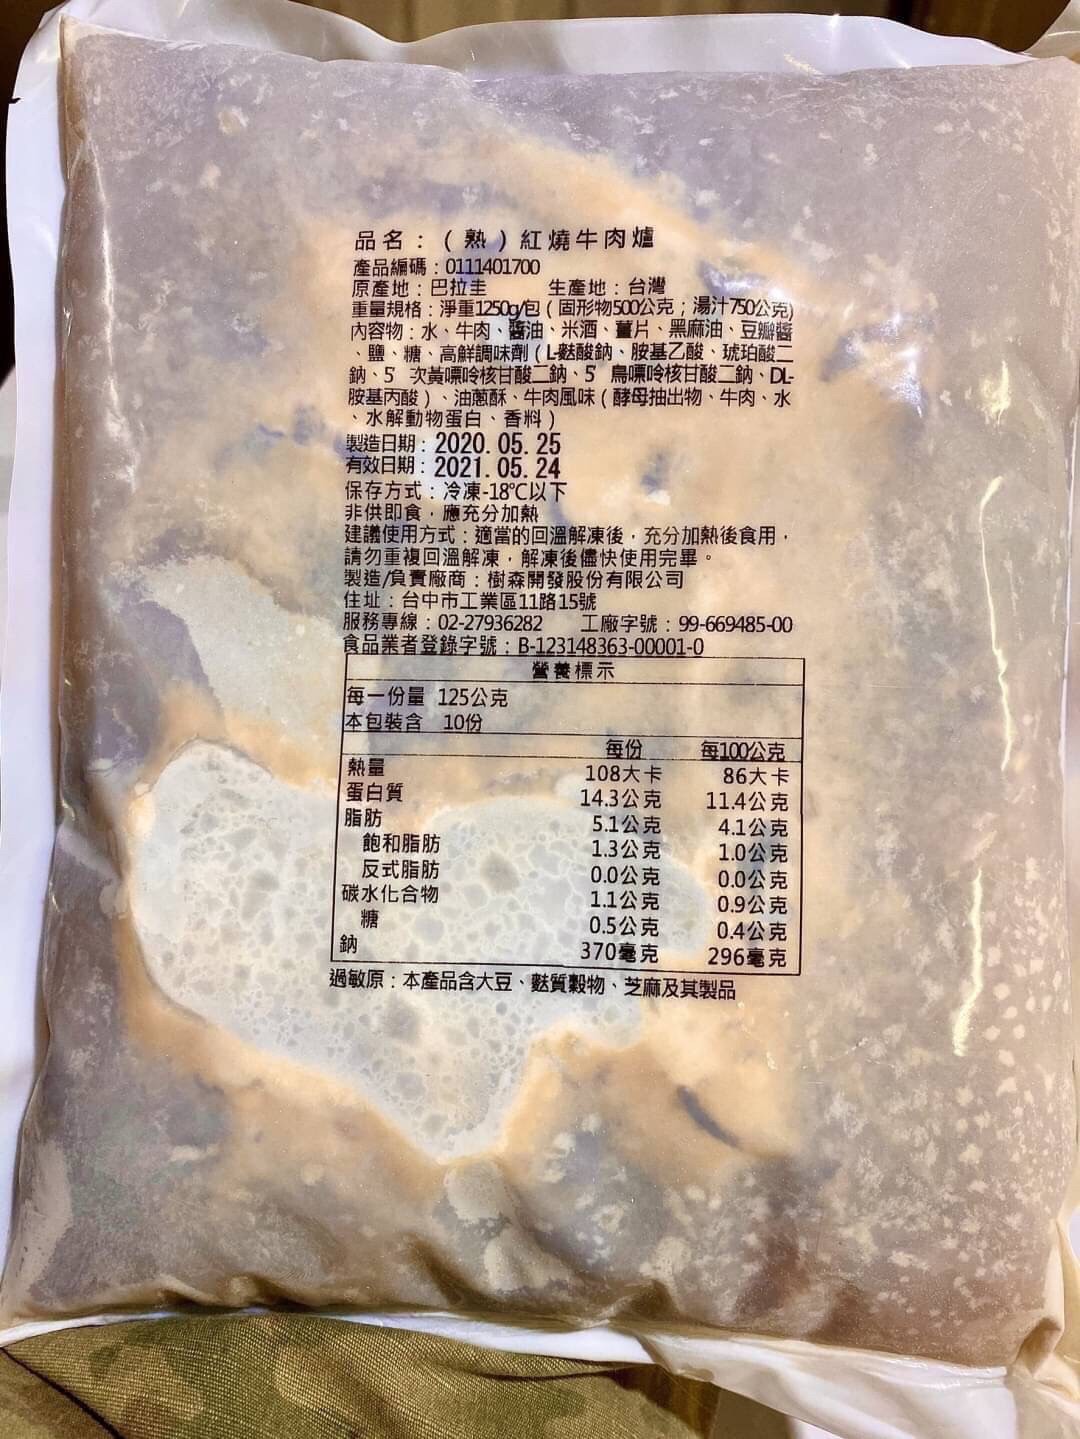 品名：（熟）紅燒牛肉爐
產品編碼：0111401700
原產地：巴拉圭 生產地：台灣
重量規格：淨重1250g/包（固形物500公克；湯汁750公克）
內容物：水、牛肉、醬油、米酒、薑片、黑麻油、豆瓣醬
、鹽、糖、高鮮調味劑（L-麩酸鈉、胺基乙酸、琥珀酸二
鈉、5' 次黃嘌呤核苷酸二鈉、5' 鳥嘌呤核苷酸二鈉、DL-
胺基丙酸）、油蔥酥、牛肉風味（酵母抽出物、牛肉、水
、水解動物蛋白、香料）
製造日期：2020. 05. 25
有效日期：2021. 05. 24
保存方式：冷凍-18℃以下
非供即食，應充分加熱
建議使用方式：適當的回溫解凍後，充分加熱後食用，
請勿重複回溫解凍，解凍後儘快使用完畢。
製造/負責廠商：樹森開發股份有限公司
住址：台中市工業區11路15號
服務專線：02-27936282 工廠字號：99-669485-00
食品業者登錄字號：B-123148363-00001-0
營養標示
每一份量 125公克
本包裝含 10份
每份 每100公克
熱量 108大卡 86大卡
蛋白質 14.3公克 11.4公克
脂肪 5.1公克 4.1公克
飽和脂肪 1.3公克 1.0公克
反式脂肪 0.0公克 0.0公克
碳水化合物 1.1公克 0.9公克
糖 0.5公克 0.4公克
鈉 370毫克 296毫克
過敏原：本產品含大豆、麩質穀物、芝麻及其製品